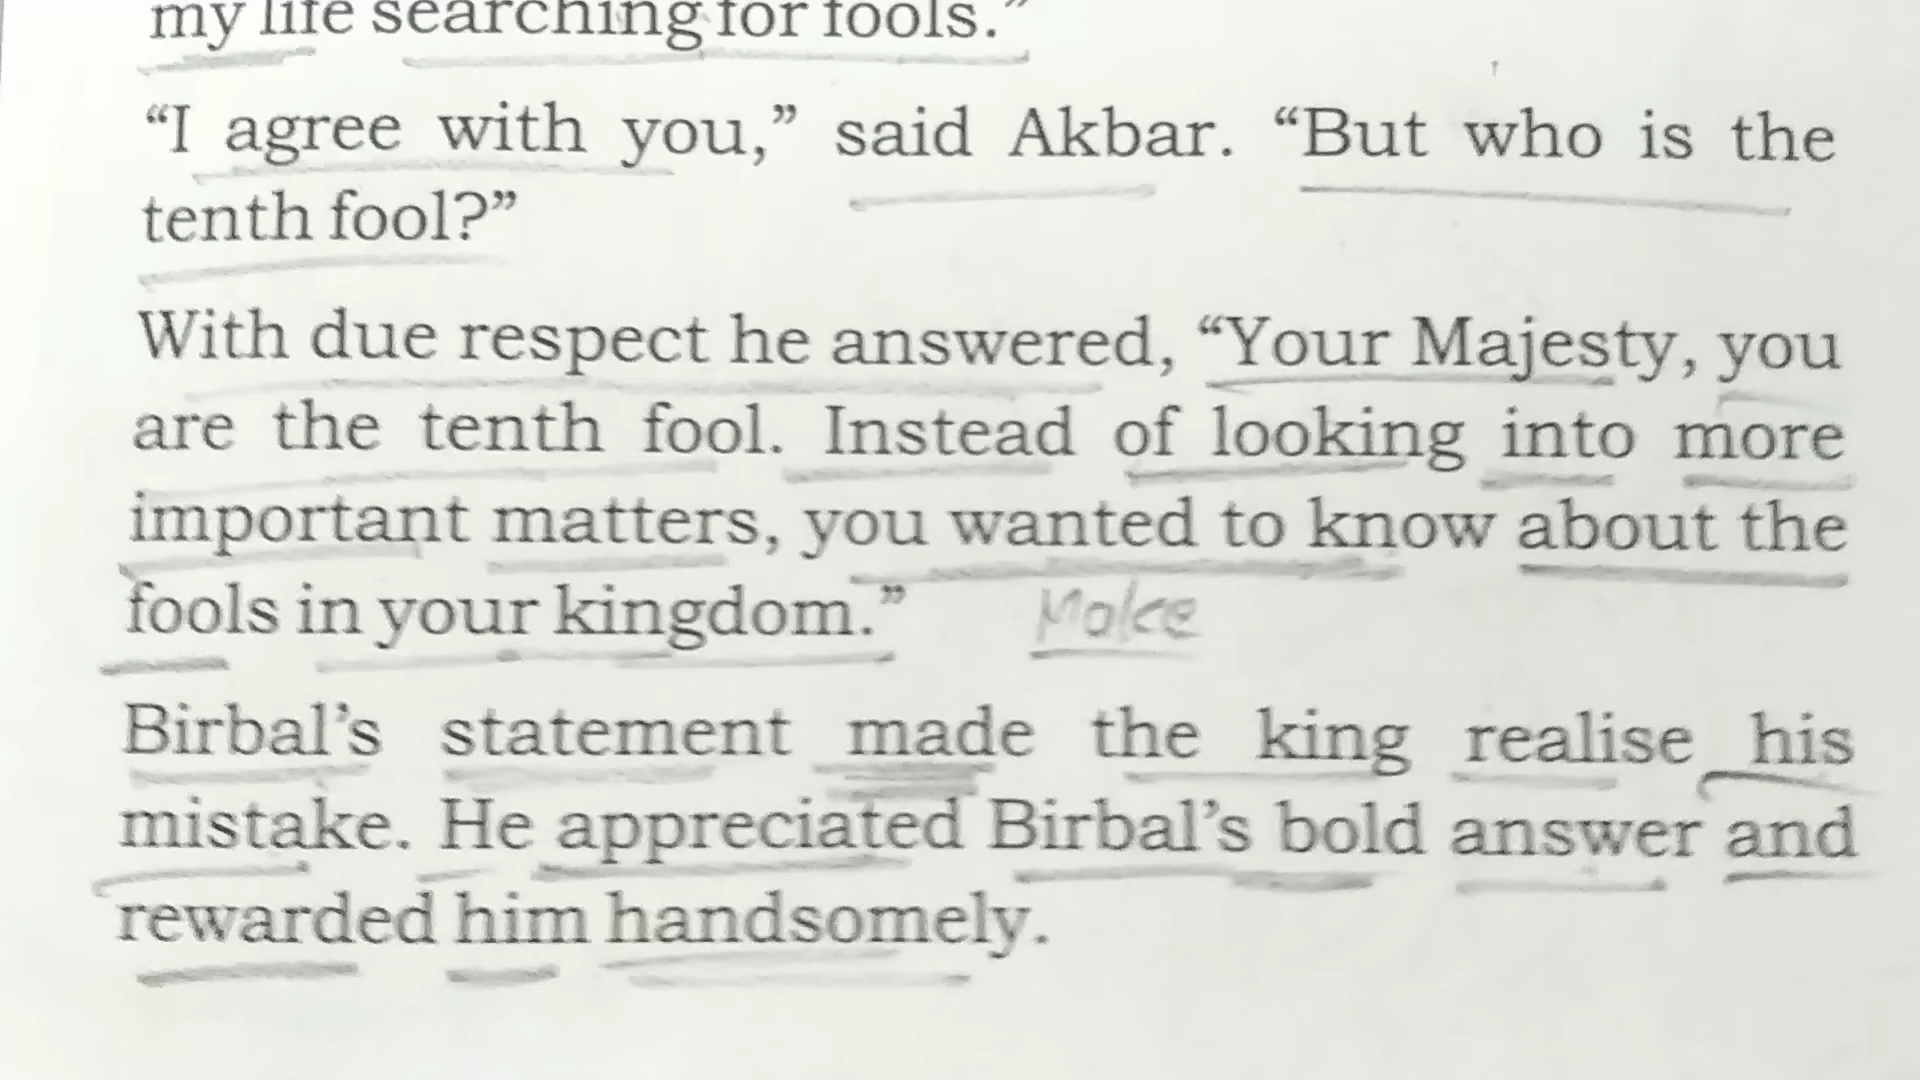 my life searching for fools.”
“I agree with you,” said Akbar. “But who is the
tenth fool?”
With due respect he answered, “Your Majesty, you
are the tenth fool. Instead of looking into more
important matters, you wanted to know about the
fools in your kingdom.” Make
Birbal’s statement made the king realise his
mistake. He appreciated Birbal’s bold answer and
rewarded him handsomely.